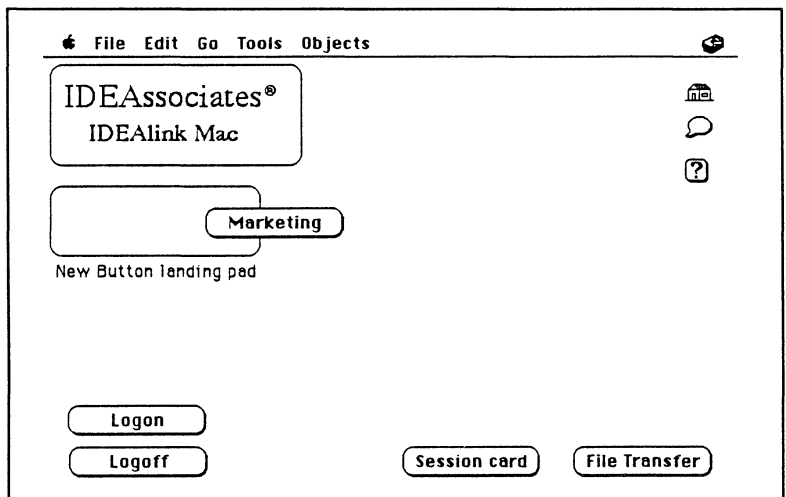 File Edit Go Tools Objects
IDEAssociates®
IDEAlink Mac
?
Marketing
New Button landing pad
Logon
Logoff Session card File Transfer